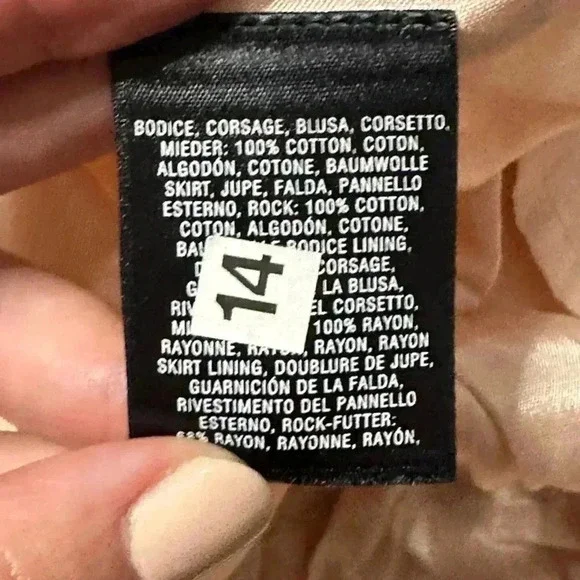 BODICE, CORSAGE, BLUSA, CORSETTO,
MIEDER: 100% COTTON, COTON,
ALGODÓN, COTONE, BAUMWOLLE
SKIRT, JUPE, FALDA, PANNELLO
ESTERNO, ROCK: 100% COTTON,
COTON, ALGODÓN, COTONE,
BODICE LINING,
CORSAGE,
LA BLUSA,
CORSETTO,
100% RAYON,
RAYONNE, RAYON, RAYON
SKIRT LINING, DOUBLURE DE JUPE,
GUARNICIÓN DE LA FALDA,
RIVESTIMENTO DEL PANNELLO
ESTERNO, ROCK-FUTTER:
RAYON, RAYONNE, RAYÓN,
14